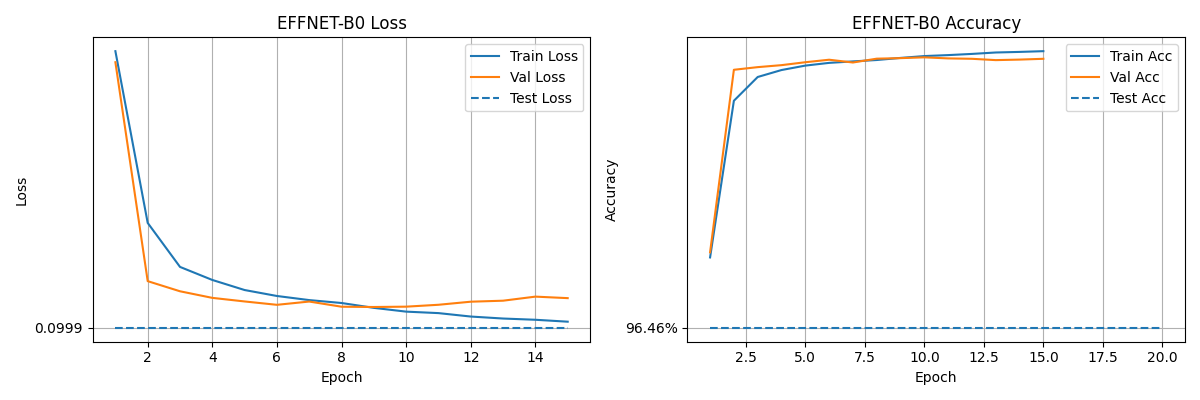 EFFNET-B0 Loss
Train Loss
Val Loss
Test Loss
Loss
0.0999
2 4 6 8 10 12 14
Epoch
EFFNET-B0 Accuracy
Train Acc
Val Acc
Test Acc
Accuracy
96.46%
2.5 5.0 7.5 10.0 12.5 15.0 17.5 20.0
Epoch